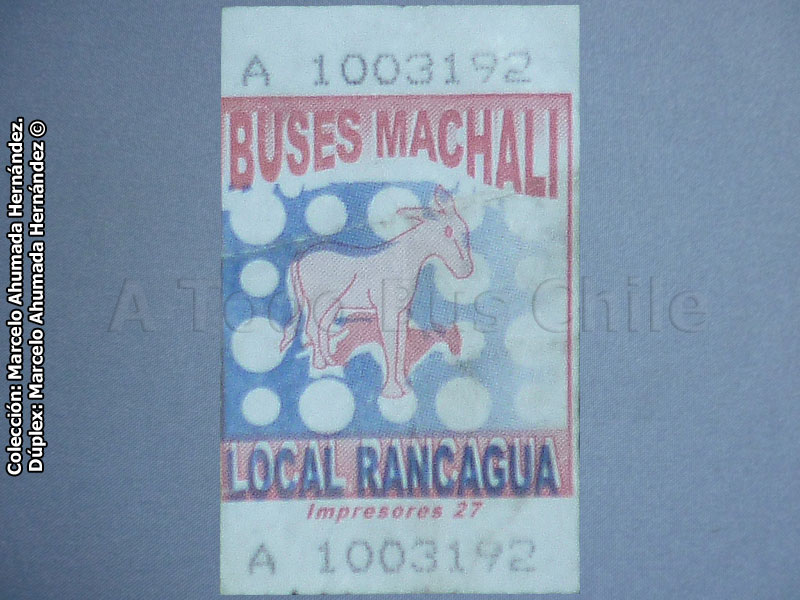 A 1003192
BUSES MACHALI
LOCAL RANCAGUA
Impresores 27
A 1003192
A Todo Bus Chile
Colección: Marcelo Ahumada Hernández.
Dúplex: Marcelo Ahumada Hernández ©